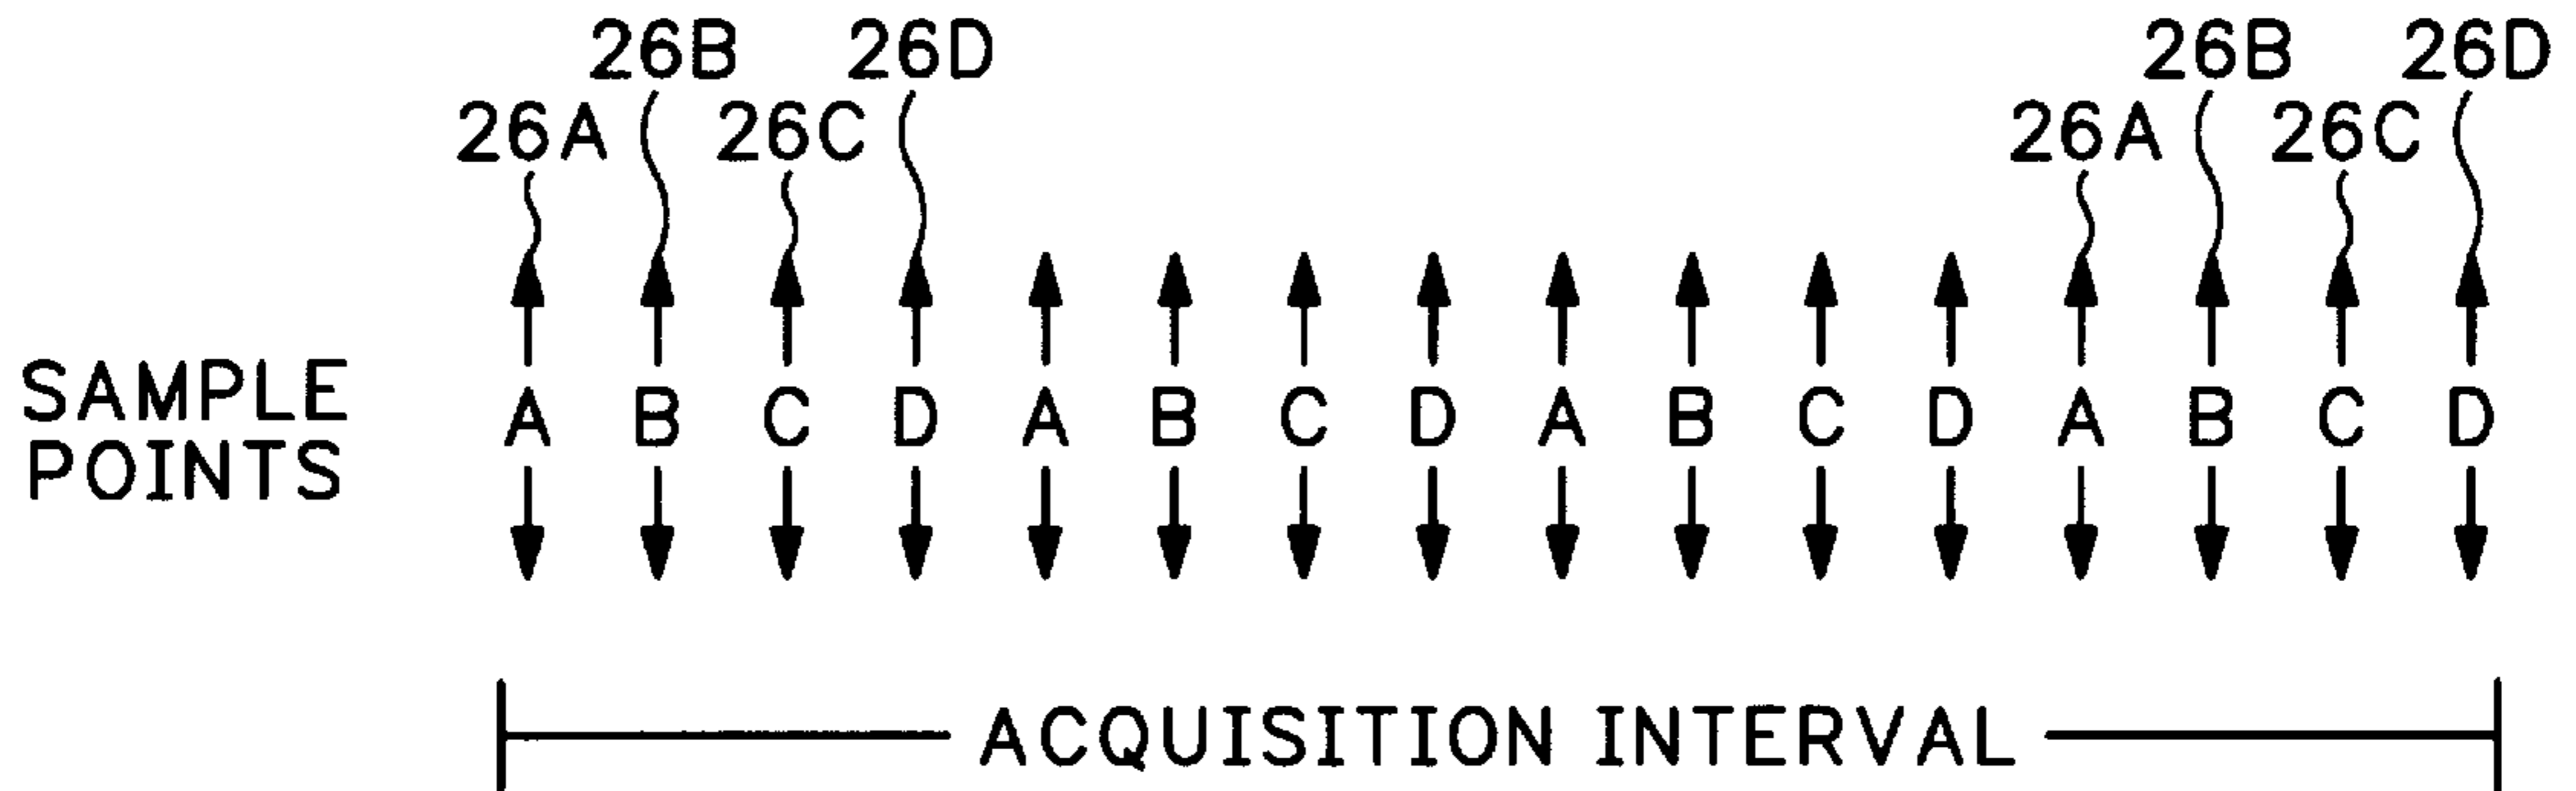 26B 26D 26B 26D
26A 26C 26A 26C
SAMPLE
POINTS
A B C D A B C D A B C D A B C D
ACQUISITION INTERVAL